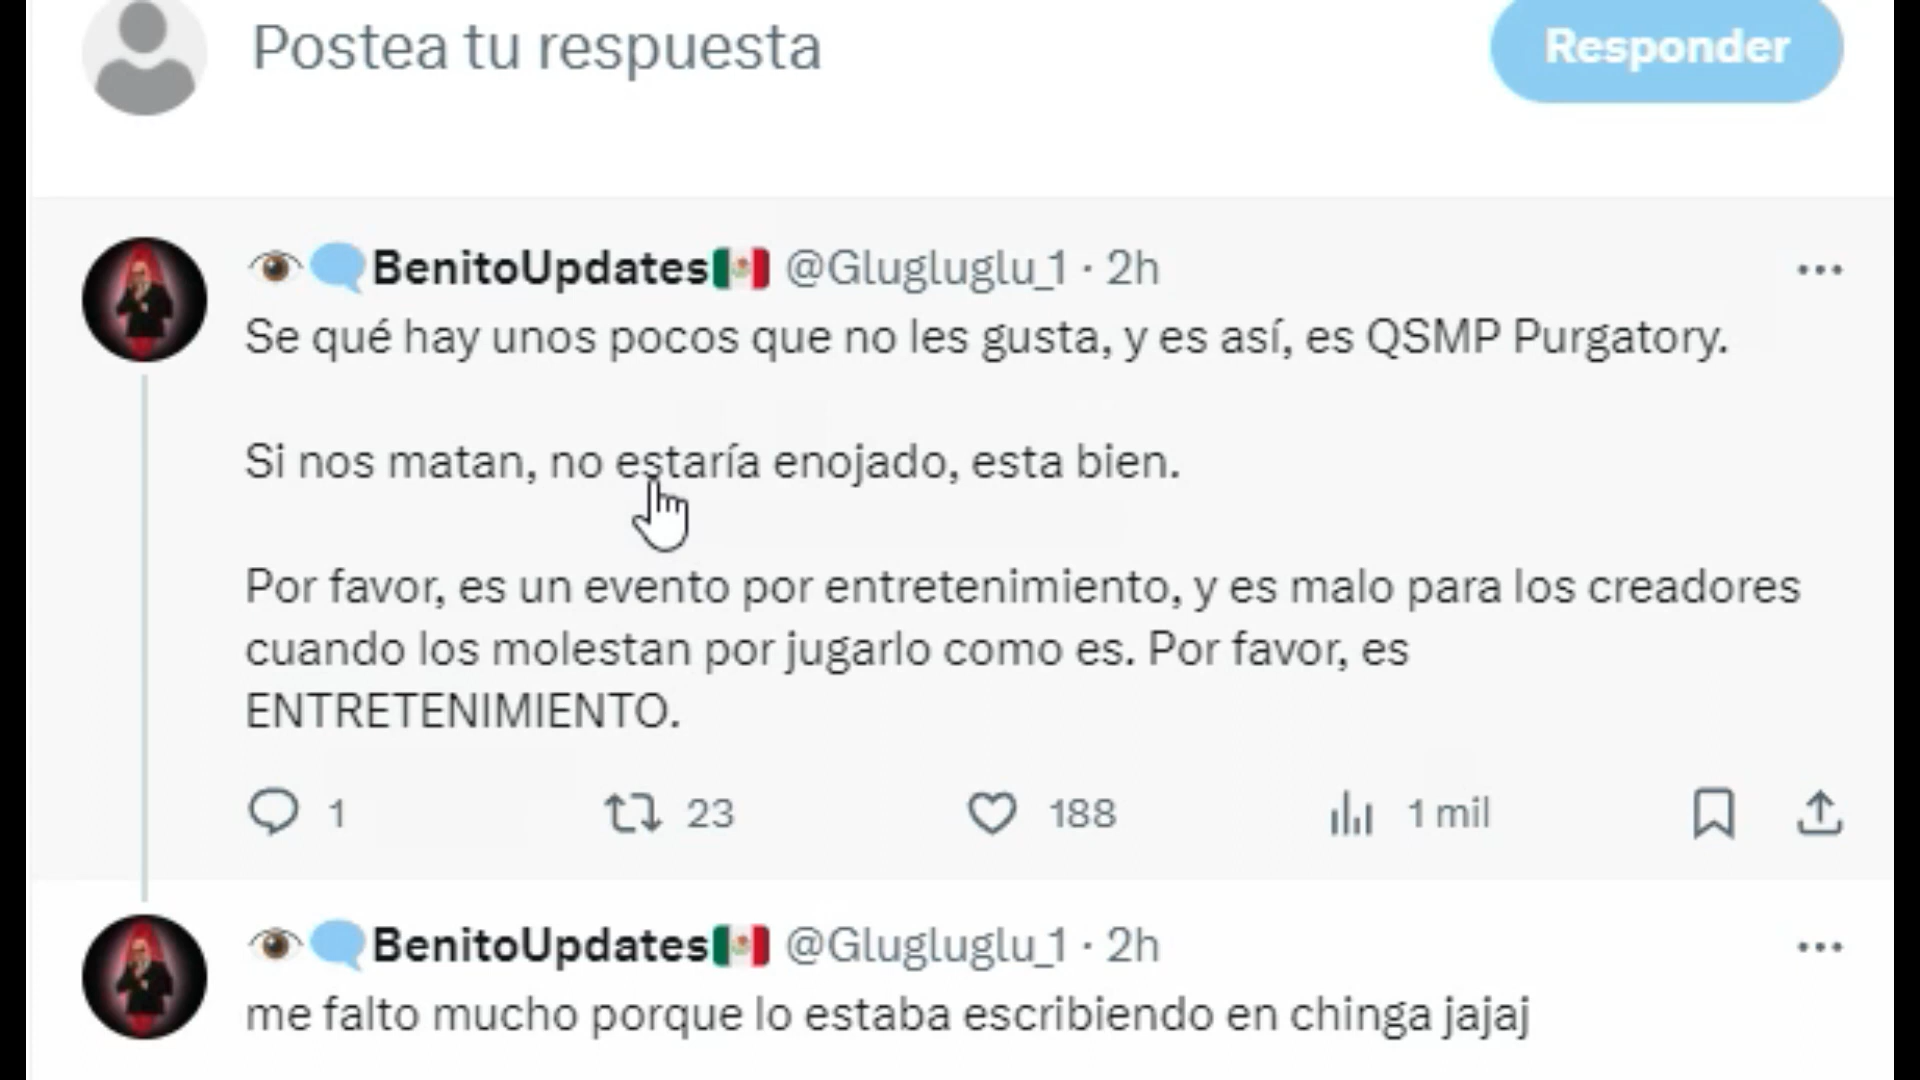 Postea tu respuesta
Responder
BenitoUpdates @Glugluglu_1 · 2h
Se qué hay unos pocos que no les gusta, y es así, es QSMP Purgatory.
Si nos matan, no estaría enojado, esta bien.
Por favor, es un evento por entretenimiento, y es malo para los creadores
cuando los molestan por jugarlo como es. Por favor, es
ENTRETENIMIENTO.
1 23 188 1 mil
BenitoUpdates @Glugluglu_1 · 2h
me falto mucho porque lo estaba escribiendo en chinga jajaj